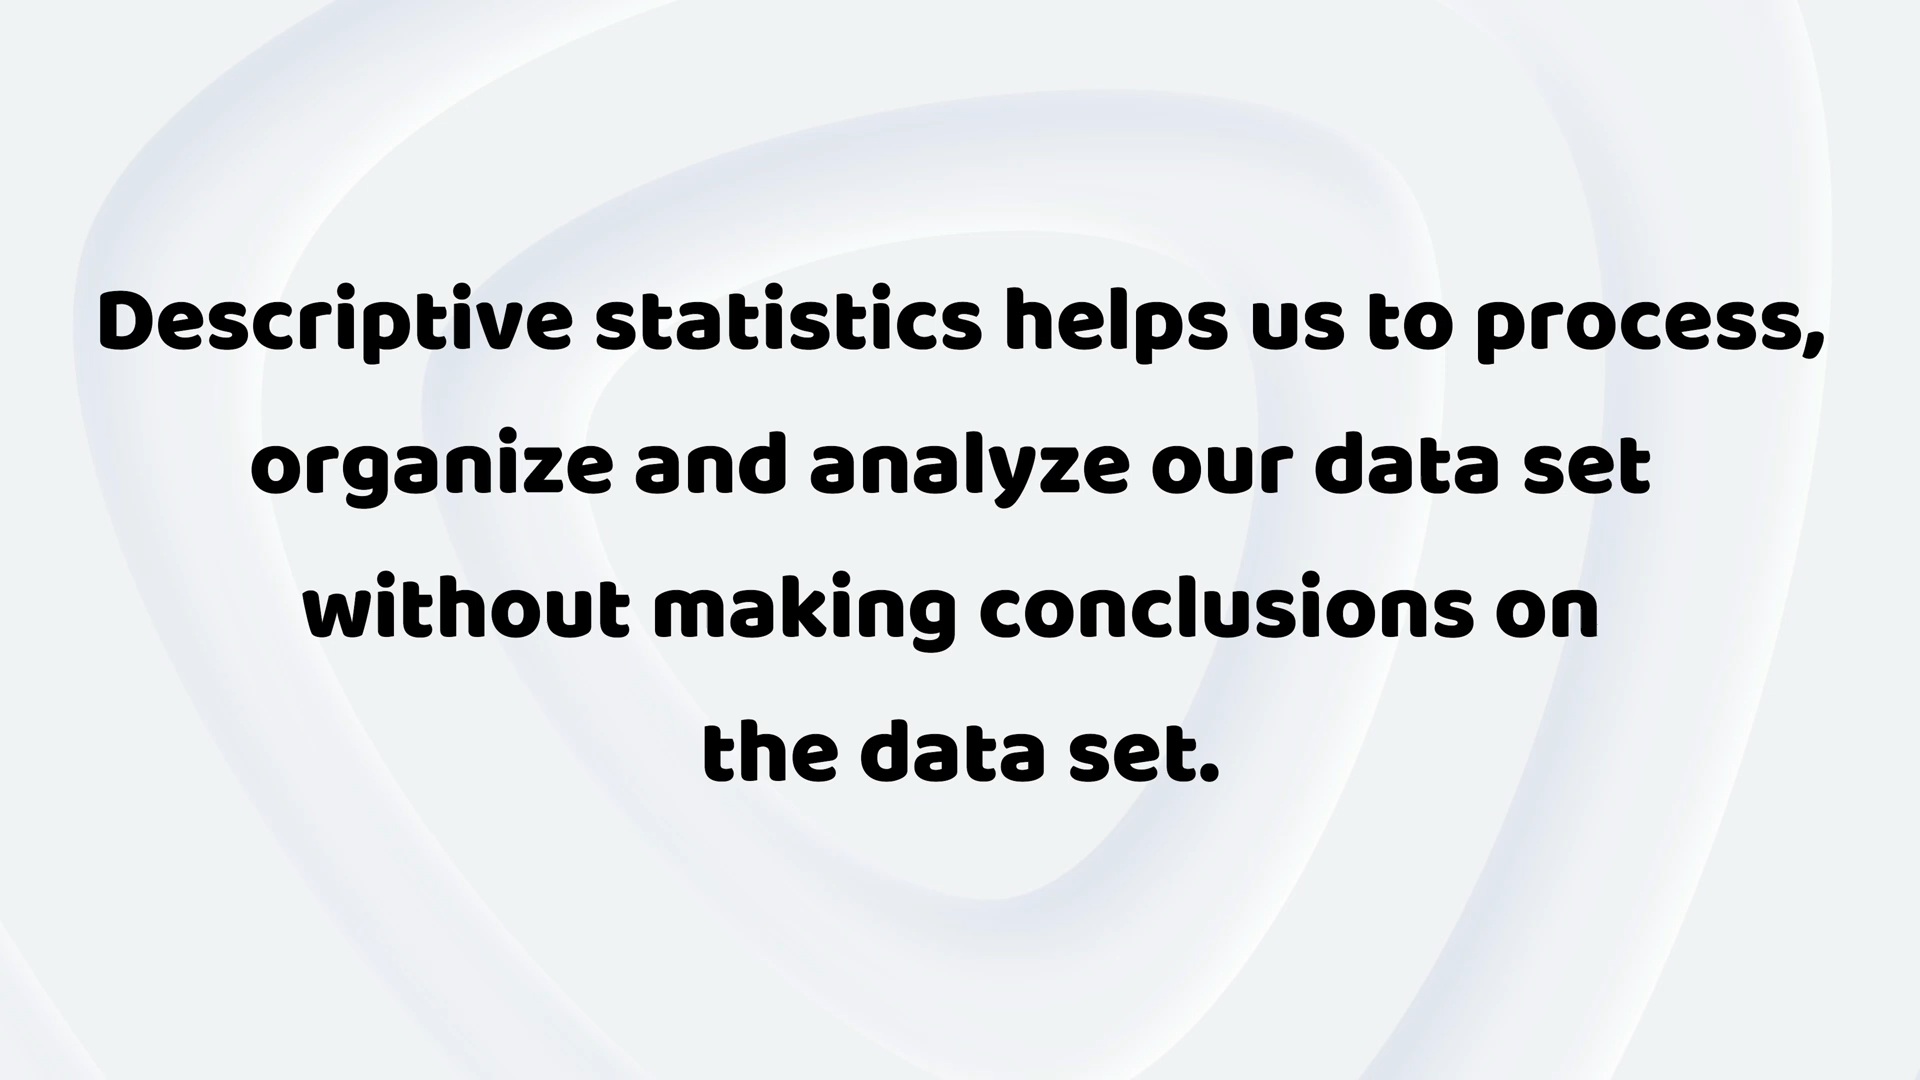 Descriptive statistics helps us to process,
organize and analyze our data set
without making conclusions on
the data set.